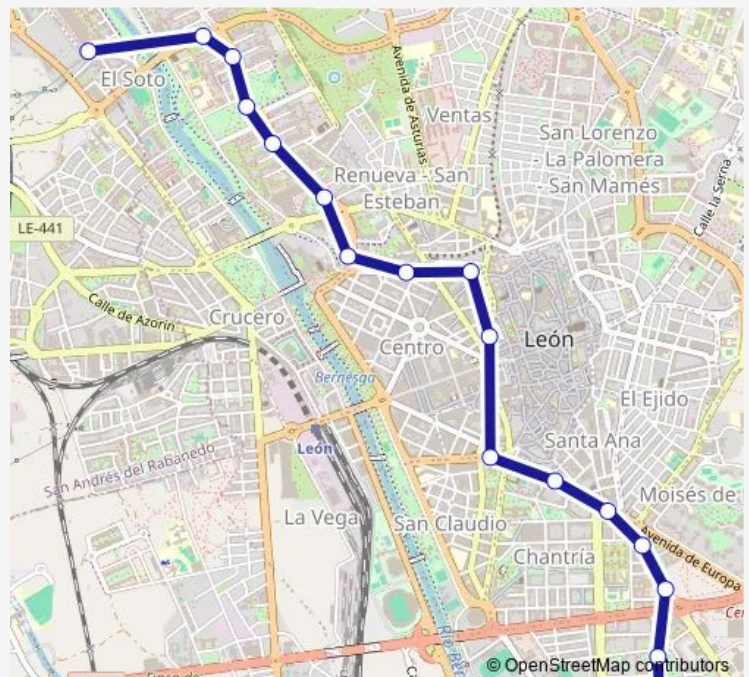 El Soto
Avenida de Asturias
Ventas
San Lorenzo
- La Palomera
- San Mamés
Calle la Serna
Renueva - San
Esteban
LE-441
Calle de Azorín
Crucero
Centro
León
Bernesga
El Ejido
León
Santa Ana
San Andrés del Rabanedo
Moisés de
La Vega
San Claudio
Chantría
Avenida de Europa
© OpenStreetMap contributors